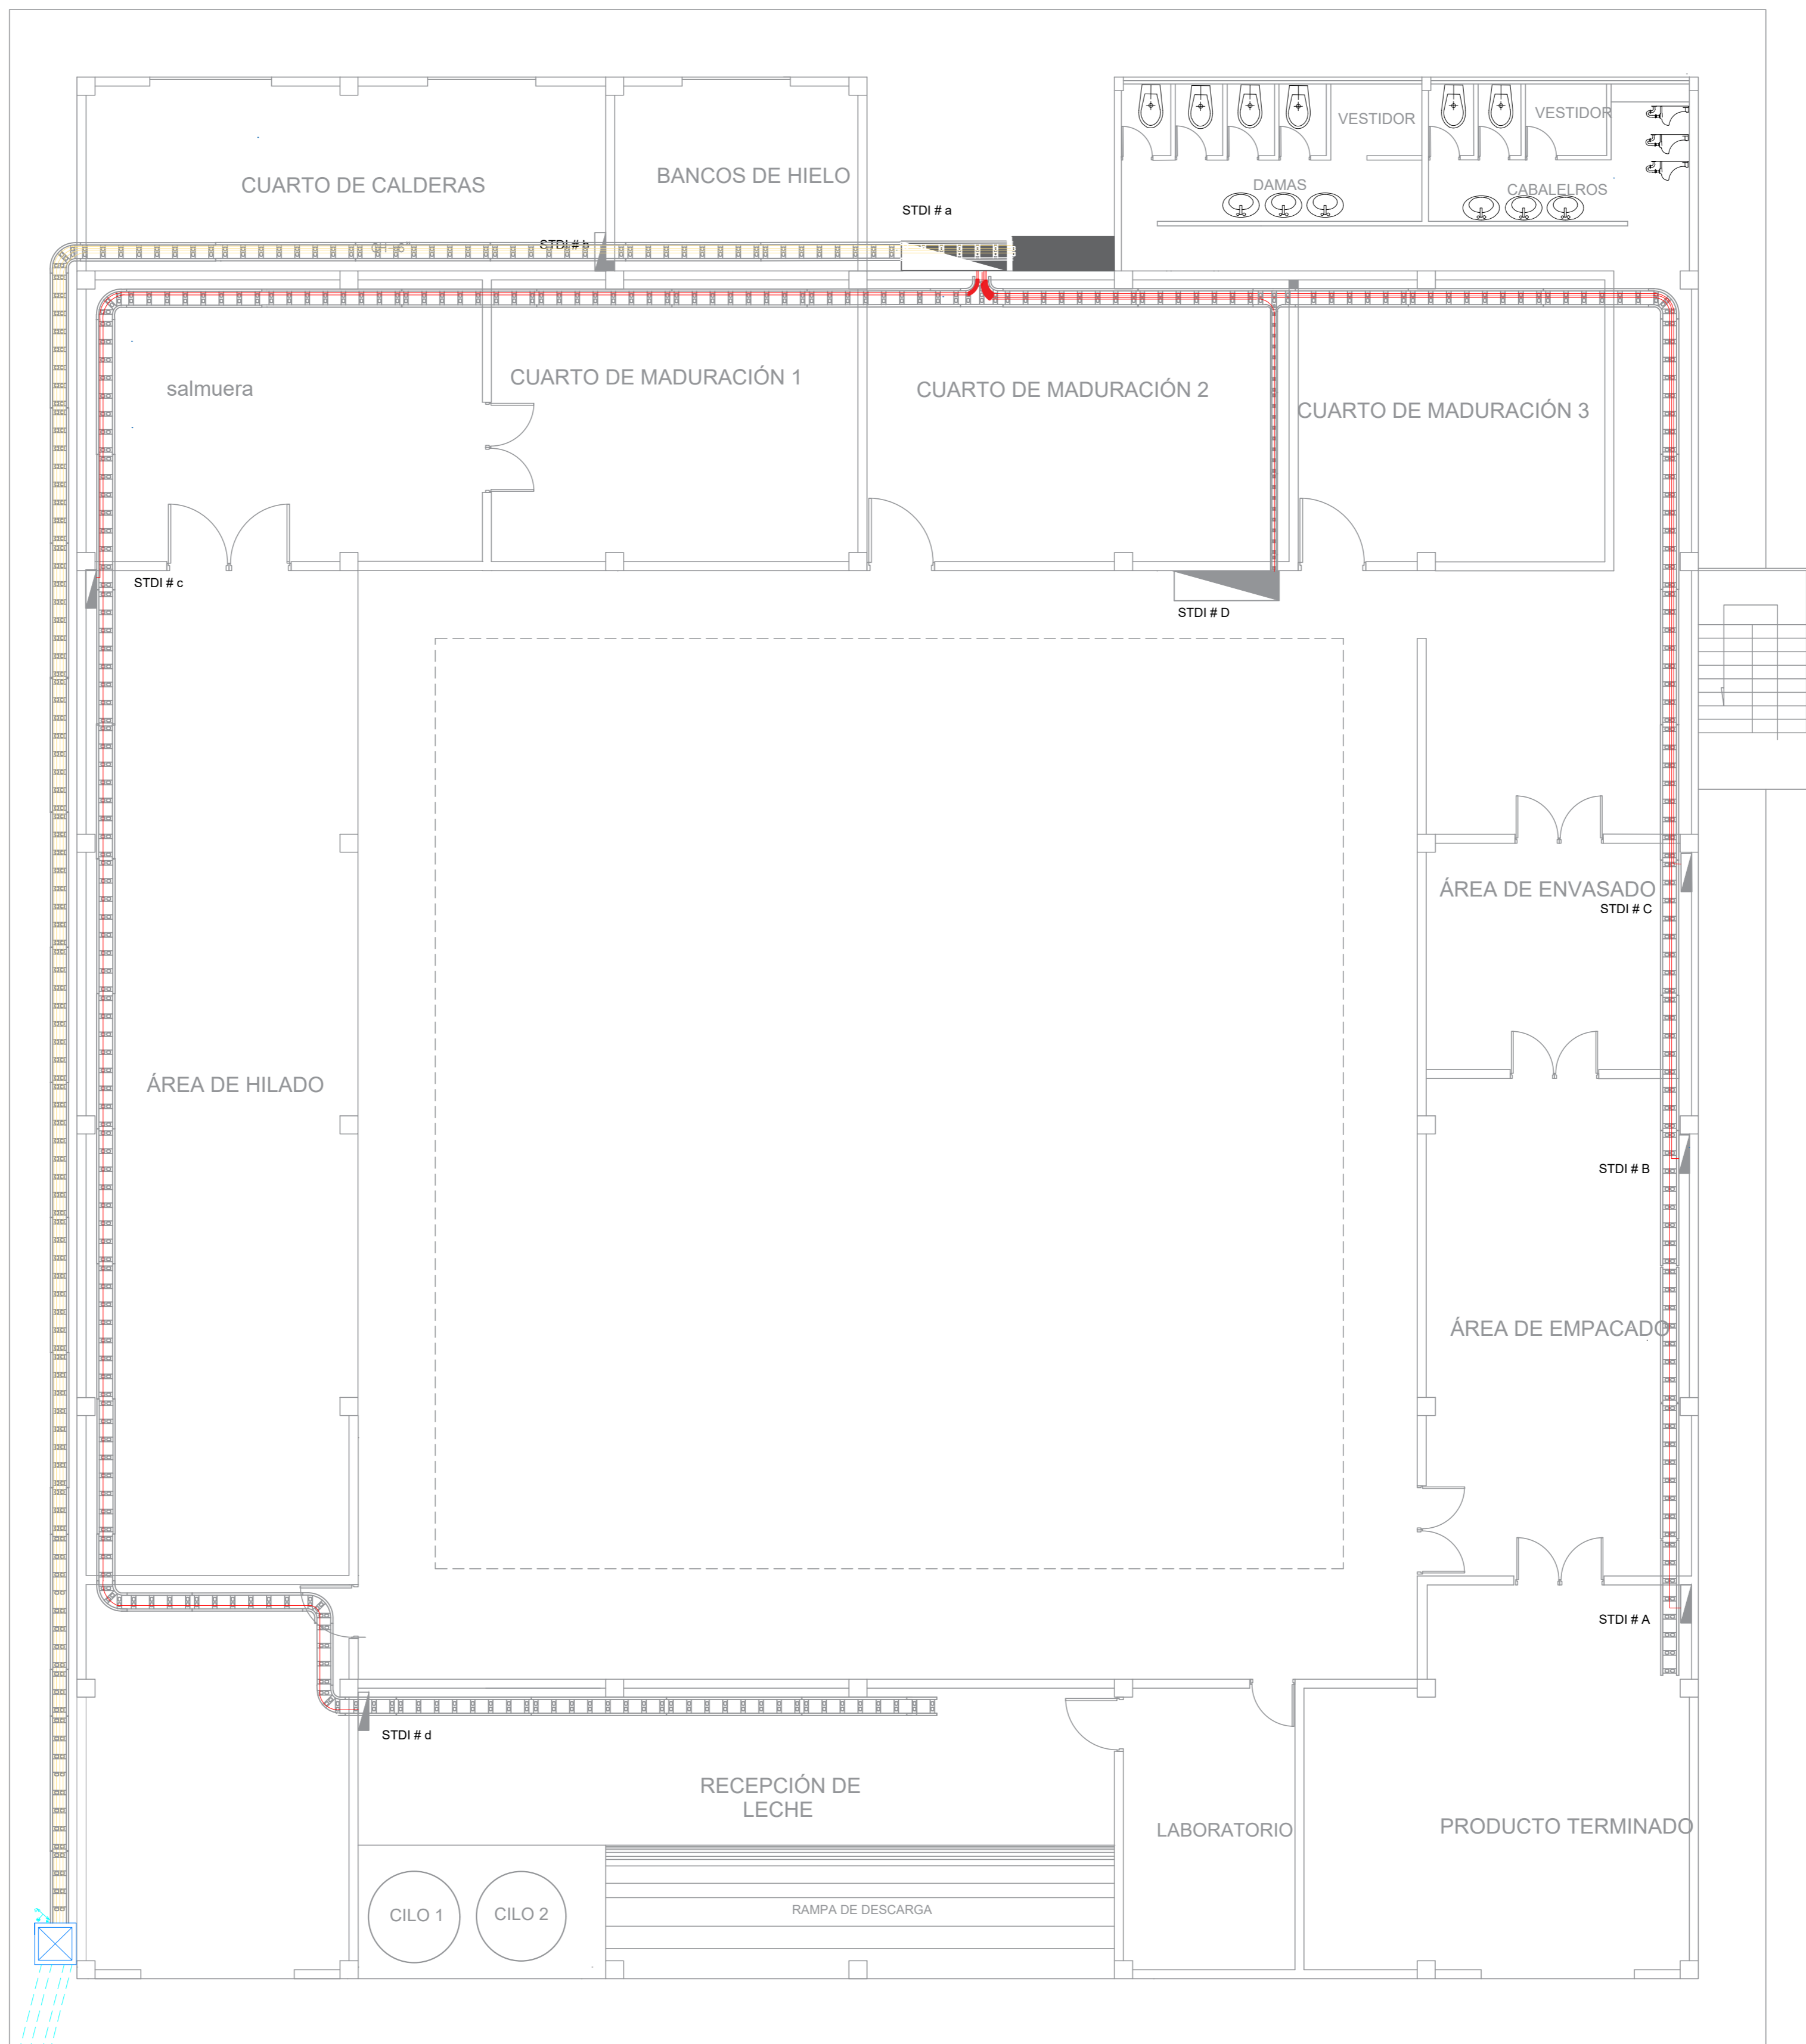 VESTIDOR
VESTIDOR
CUARTO DE CALDERAS
BANCOS DE HIELO
DAMAS
CABALELROS
STDI # a
STDI # b
salmuera
CUARTO DE MADURACIÓN 1
CUARTO DE MADURACIÓN 2
CUARTO DE MADURACIÓN 3
STDI # c
STDI # D
ÁREA DE ENVASADO
STDI # C
ÁREA DE HILADO
STDI # B
ÁREA DE EMPACADO
STDI # A
STDI # d
RECEPCIÓN DE
LECHE
LABORATORIO
PRODUCTO TERMINADO
CILO 1
CILO 2
RAMPA DE DESCARGA